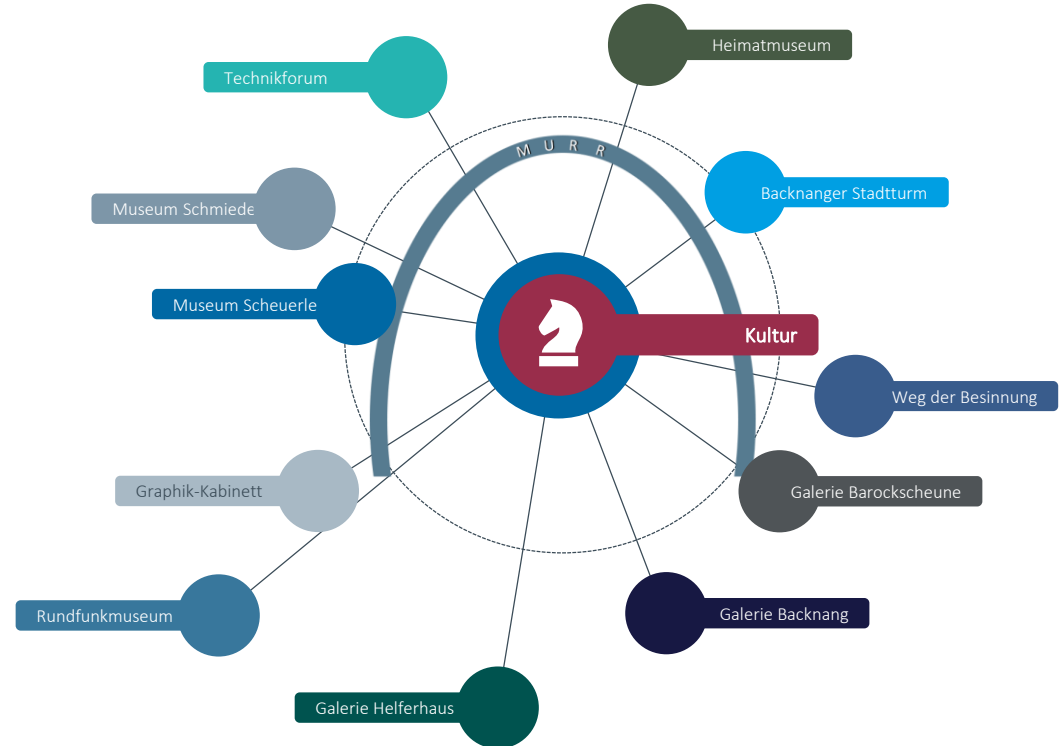 Heimatmuseum
Technikforum
MURR
Backnanger Stadtturm
Museum Schmiede
Museum Scheuerle
Kultur
Weg der Besinnung
Graphik-Kabinett
Galerie Barockscheune
Rundfunkmuseum
Galerie Backnang
Galerie Helferhaus